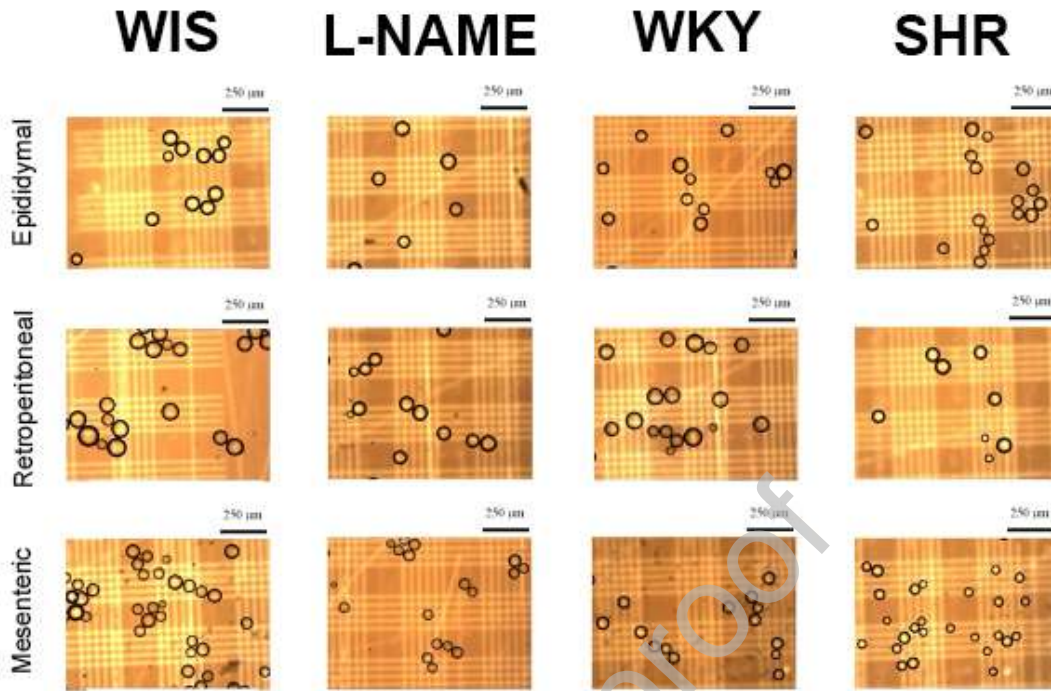 WIS L-NAME WKY SHR
250 µm 250 µm 250 µm 250 µm
Epididymal
250 µm 250 µm 250 µm 250 µm
Retroperitoneal
250 µm 250 µm 250 µm 250 µm
Mesenteric
proof